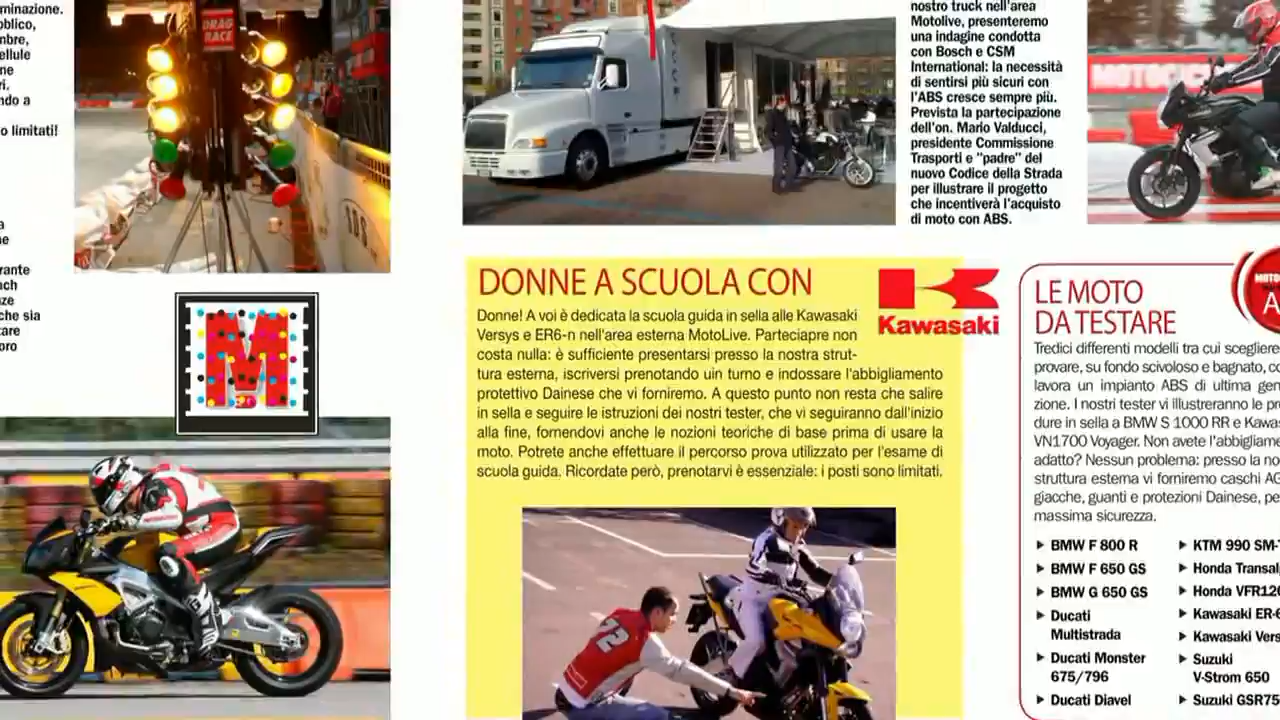 minazione.
blico,
mbre,
ellule
ne
ri.
ndo a
o limitati!
a
ne
rante
ach
ze
che sia
tare
oro
DRAG
RACE
nostro truck nell'area
Motolive, presenteremo
una indagine condotta
con Bosch e CSM
International: la necessità
di sentirsi più sicuri con
l'ABS cresce sempre più.
Prevista la partecipazione
dell'on. Mario Valducci,
presidente Commissione
Trasporti e "padre" del
nuovo Codice della Strada
per illustrare il progetto
che incentiverà l'acquisto
di moto con ABS.
M
DONNE A SCUOLA CON
Kawasaki
Donne! A voi è dedicata la scuola guida in sella alle Kawasaki
Versys e ER6-n nell'area esterna MotoLive. Parteciapre non
costa nulla: è sufficiente presentarsi presso la nostra strut-
tura esterna, iscriversi prenotando uin turno e indossare l'abbigliamento
protettivo Dainese che vi forniremo. A questo punto non resta che salire
in sella e seguire le istruzioni dei nostri tester, che vi seguiranno dall'inizio
alla fine, fornendovi anche le nozioni teoriche di base prima di usare la
moto. Potrete anche effettuare il percorso prova utilizzato per l'esame di
scuola guida. Ricordate però, prenotarvi è essenziale: i posti sono limitati.
72
LE MOTO
DA TESTARE
Tredici differenti modelli tra cui scegliere
provare, su fondo scivoloso e bagnato, co
lavora un impianto ABS di ultima gen
zione. I nostri tester vi illustreranno le pro
dure in sella a BMW S 1000 RR e Kawas
VN1700 Voyager. Non avete l'abbigliame
adatto? Nessun problema: presso la no
struttura esterna vi forniremo caschi AG
giacche, guanti e protezioni Dainese, pe
massima sicurezza.
BMW F 800 R
BMW F 650 GS
BMW G 650 GS
Ducati
Multistrada
Ducati Monster
675/796
Ducati Diavel
KTM 990 SM-T
Honda Transal
Honda VFR120
Kawasaki ER-6
Kawasaki Vers
Suzuki
V-Strom 650
Suzuki GSR75